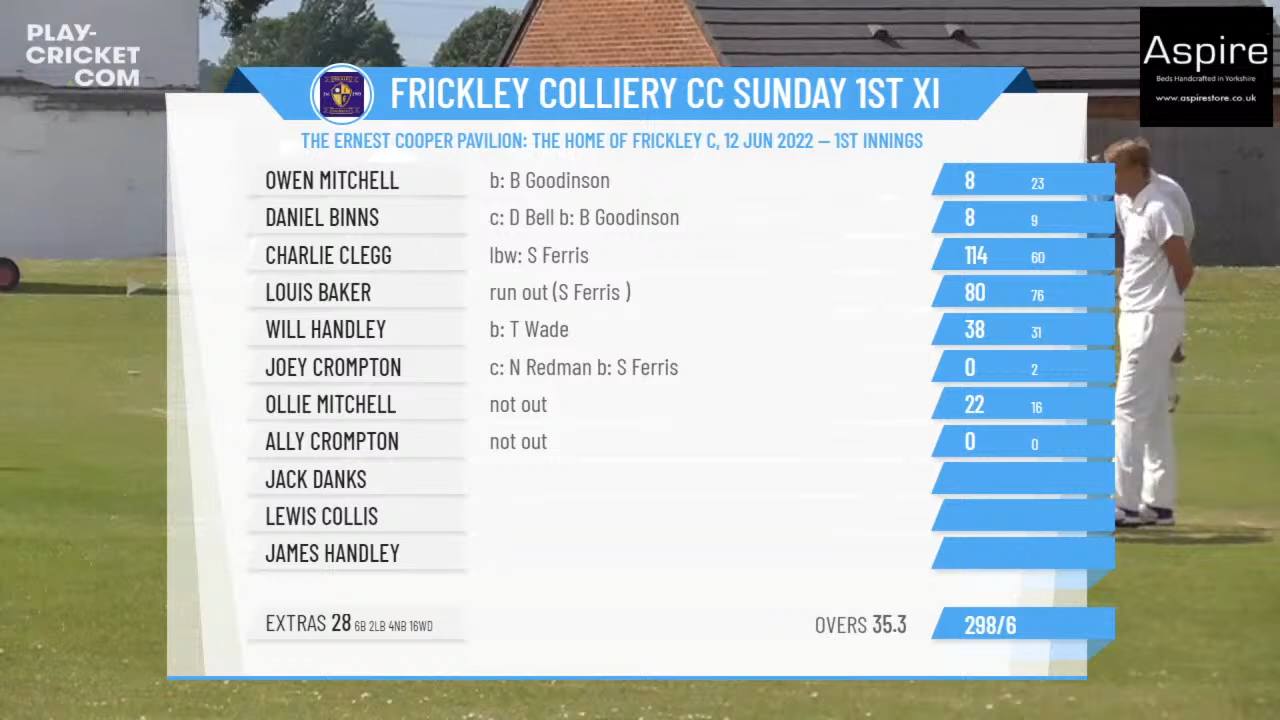 PLAY-
CRICKET
.COM
Aspire
Beds Handcrafted in Yorkshire
www.aspirestore.co.uk
FRICKLEY COLLIERY CC SUNDAY 1ST XI
THE ERNEST COOPER PAVILION: THE HOME OF FRICKLEY C, 12 JUN 2022 – 1ST INNINGS
OWEN MITCHELL b: B Goodinson 8 23
DANIEL BINNS c: D Bell b: B Goodinson 8 9
CHARLIE CLEGG lbw: S Ferris 114 60
LOUIS BAKER run out (S Ferris ) 80 76
WILL HANDLEY b: T Wade 38 31
JOEY CROMPTON c: N Redman b: S Ferris 0 2
OLLIE MITCHELL not out 22 16
ALLY CROMPTON not out 0 0
JACK DANKS
LEWIS COLLIS
JAMES HANDLEY
EXTRAS 28 6B 2LB 4NB 16WD OVERS 35.3 298/6